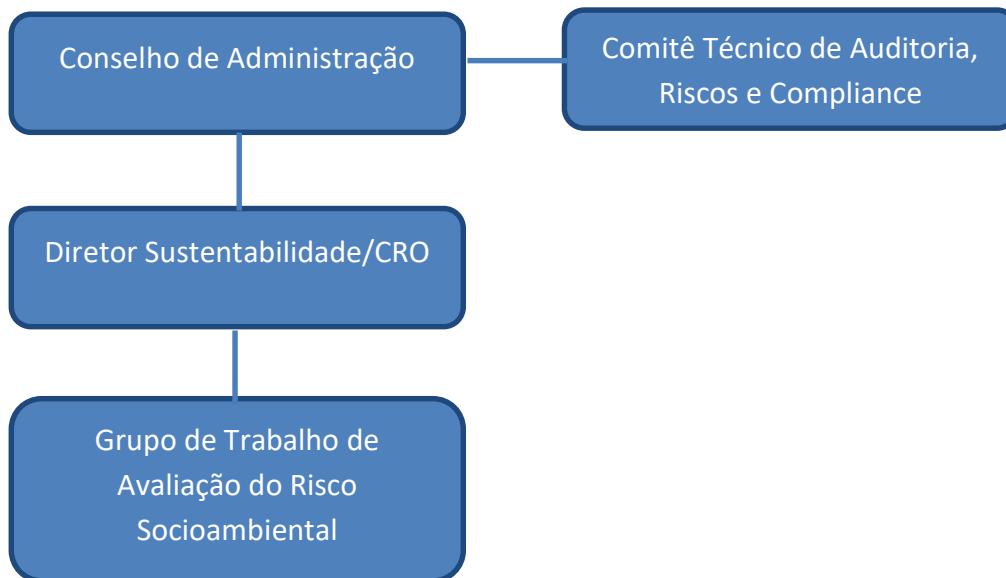 Conselho de Administração
Comitê Técnico de Auditoria,
Riscos e Compliance
Diretor Sustentabilidade/CRO
Grupo de Trabalho de
Avaliação do Risco
Socioambiental